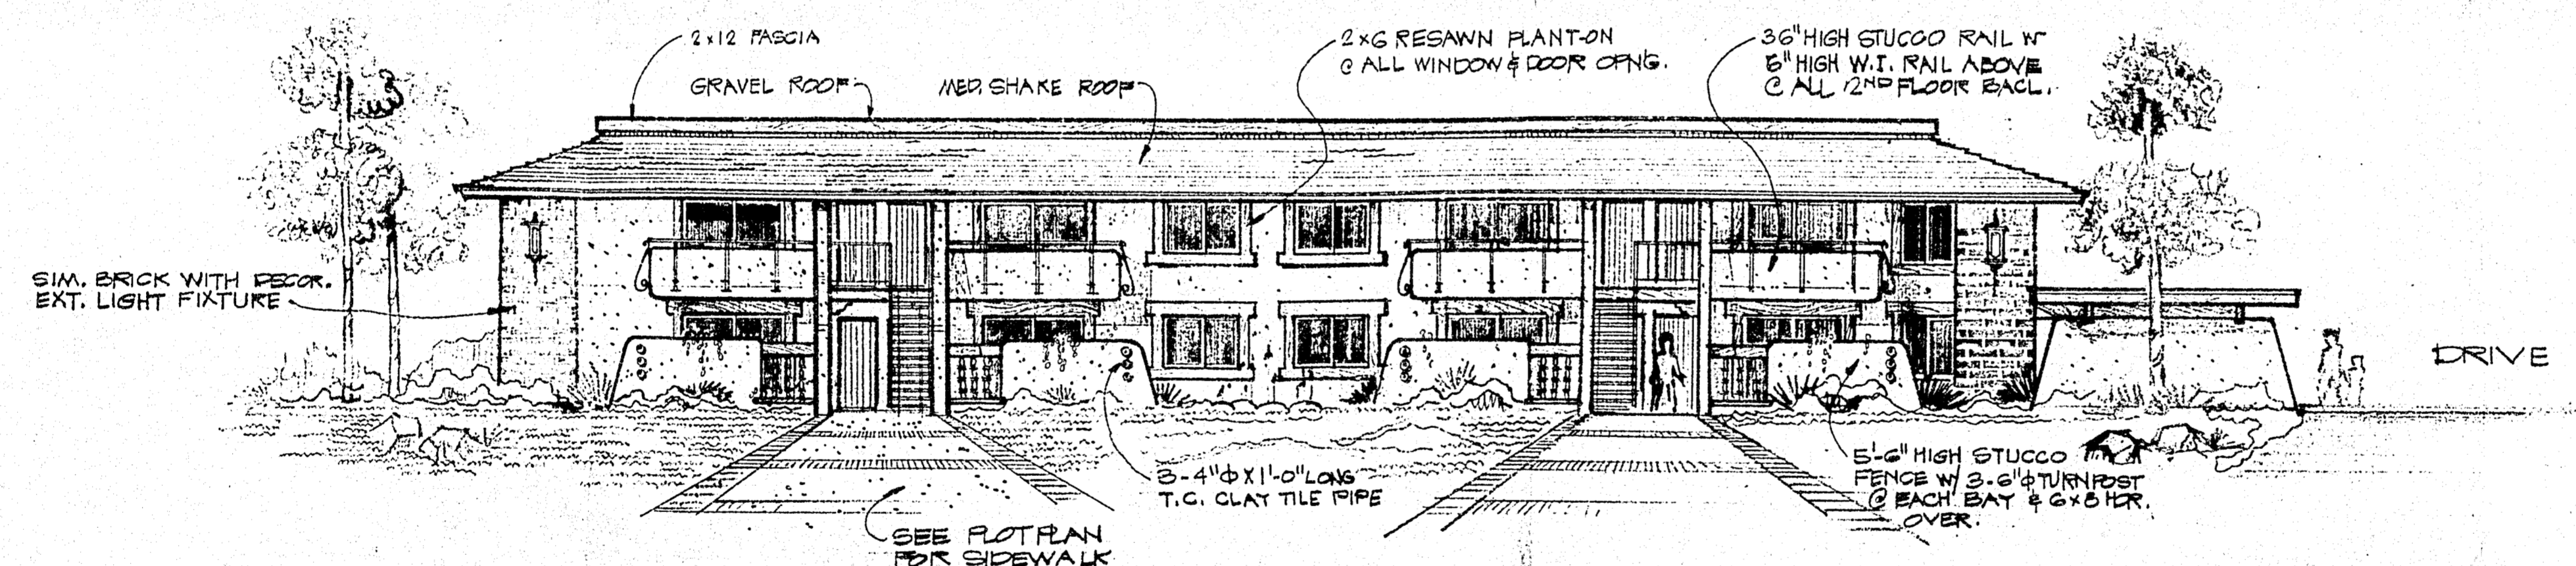 2x12 FASCIA
GRAVEL ROOF
MED. SHAKE ROOF
2x6 RESAWN PLANT-ON
@ ALL WINDOW & DOOR OPNG.
36" HIGH STUCCO RAIL W
6" HIGH W.I. RAIL ABOVE
@ ALL 2ND FLOOR BACL.
SIM. BRICK WITH DECOR.
EXT. LIGHT FIXTURE
DRIVE
3-4"φ X 1'-0" LONG
T.C. CLAY TILE PIPE
5'-6" HIGH STUCCO
FENCE W/ 3-6"φ TURNPOST
@ EACH BAY & 6x8 HDR.
OVER.
SEE PLOT PLAN
FOR SIDEWALK